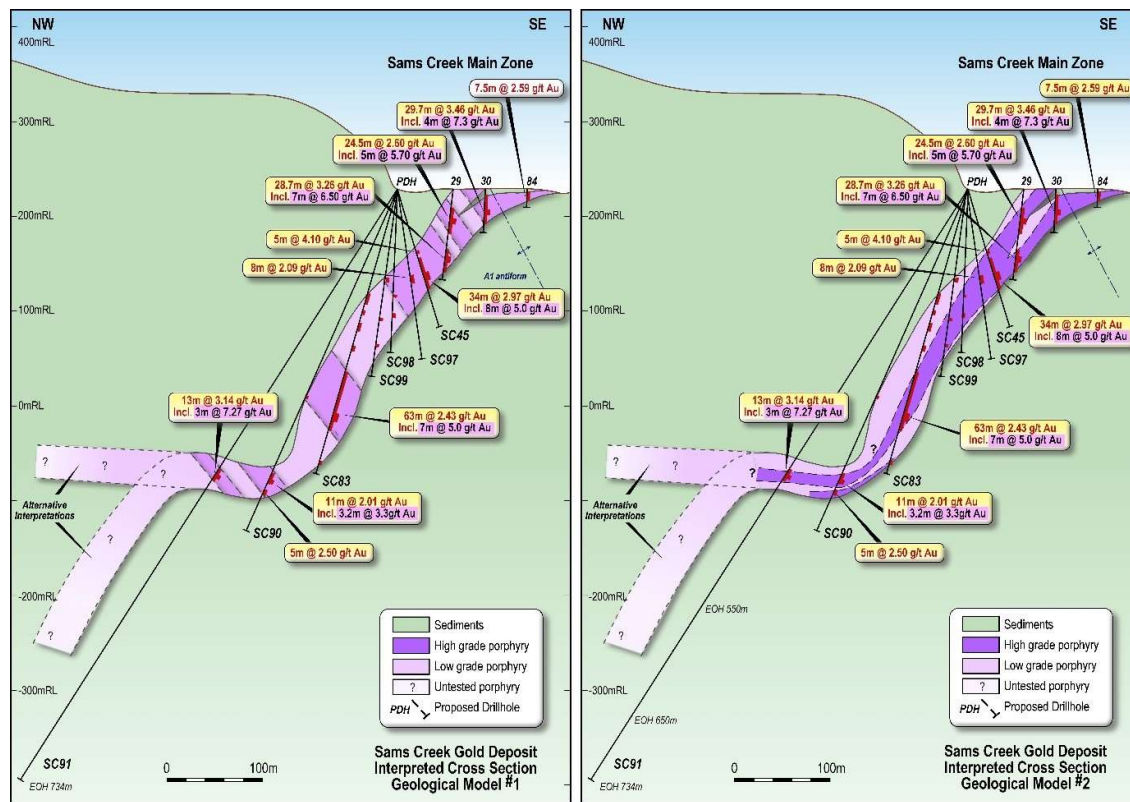 NW
SE
400mRL
Sams Creek Main Zone
7.5m @ 2.59 g/t Au
29.7m @ 3.46 g/t Au
Incl. 4m @ 7.3 g/t Au
300mRL
24.5m @ 2.60 g/t Au
Incl. 5m @ 5.70 g/t Au
28.7m @ 3.26 g/t Au
Incl. 7m @ 6.50 g/t Au
PDH
29
30
84
200mRL
5m @ 4.10 g/t Au
8m @ 2.09 g/t Au
A1 antiform
34m @ 2.97 g/t Au
Incl. 8m @ 5.0 g/t Au
100mRL
SC45
SC98
SC97
SC99
0mRL
13m @ 3.14 g/t Au
Incl. 3m @ 7.27 g/t Au
63m @ 2.43 g/t Au
Incl. 7m @ 5.0 g/t Au
?
?
?
SC83
Alternative
Interpretations
11m @ 2.01 g/t Au
Incl. 3.2m @ 3.3g/t Au
SC90
?
5m @ 2.50 g/t Au
-200mRL
?
Sediments
High grade porphyry
Low grade porphyry
? Untested porphyry
PDH Proposed Drillhole
-300mRL
Sams Creek Gold Deposit
Interpreted Cross Section
Geological Model #1
0 100m
SC91
EOH 734m
NW
SE
400mRL
Sams Creek Main Zone
7.5m @ 2.59 g/t Au
29.7m @ 3.46 g/t Au
Incl. 4m @ 7.3 g/t Au
300mRL
24.5m @ 2.60 g/t Au
Incl. 5m @ 5.70 g/t Au
28.7m @ 3.26 g/t Au
Incl. 7m @ 6.50 g/t Au
PDH
29
30
84
200mRL
5m @ 4.10 g/t Au
8m @ 2.09 g/t Au
A1 antiform
34m @ 2.97 g/t Au
Incl. 8m @ 5.0 g/t Au
100mRL
SC45
SC98
SC97
SC99
0mRL
13m @ 3.14 g/t Au
Incl. 3m @ 7.27 g/t Au
63m @ 2.43 g/t Au
Incl. 7m @ 5.0 g/t Au
?
?
?
?
?
SC83
Alternative
Interpretations
11m @ 2.01 g/t Au
Incl. 3.2m @ 3.3g/t Au
SC90
?
5m @ 2.50 g/t Au
-200mRL
EOH 550m
?
Sediments
High grade porphyry
Low grade porphyry
? Untested porphyry
PDH Proposed Drillhole
-300mRL
EOH 650m
Sams Creek Gold Deposit
Interpreted Cross Section
Geological Model #2
0 100m
SC91
EOH 734m